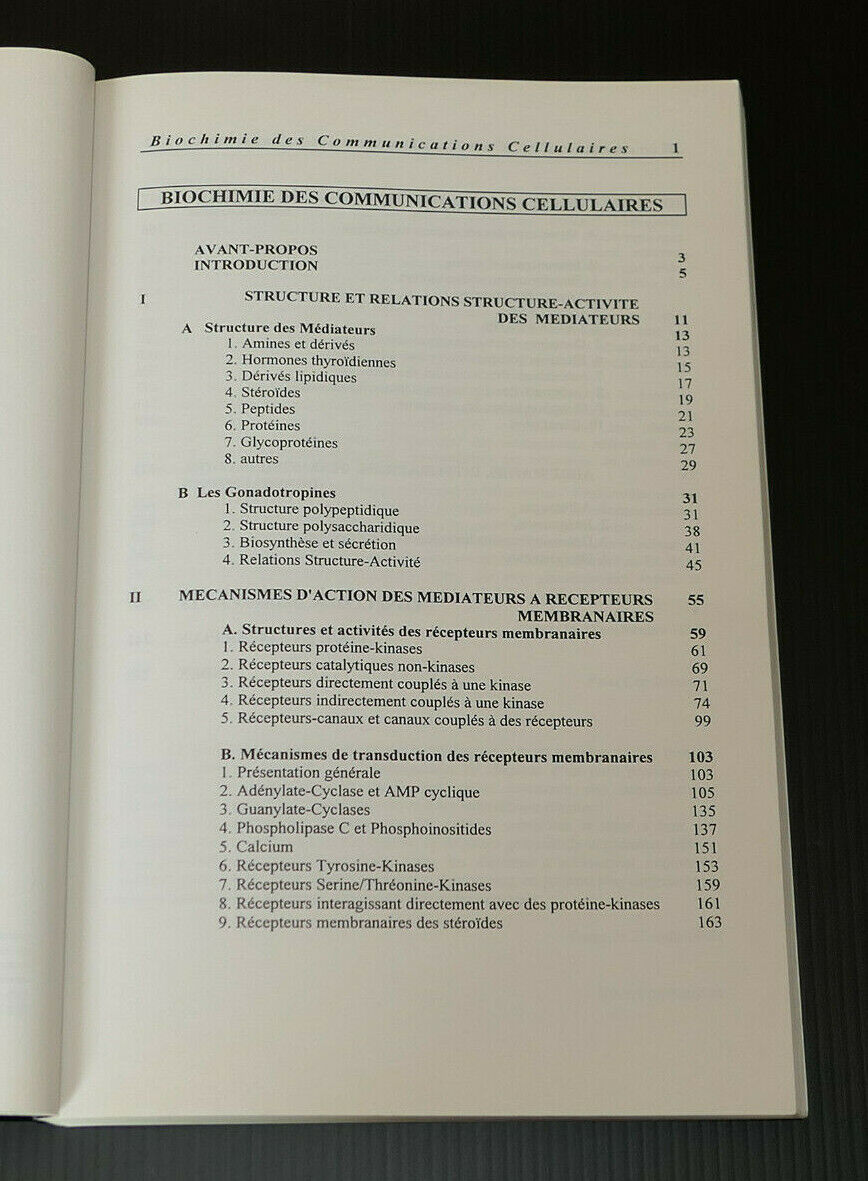 Biochimie des Communications Cellulaires 1
BIOCHIMIE DES COMMUNICATIONS CELLULAIRES
AVANT-PROPOS 3
INTRODUCTION 5
I STRUCTURE ET RELATIONS STRUCTURE-ACTIVITE
DES MEDIATEURS 11
A Structure des Médiateurs 13
1. Amines et dérivés 13
2. Hormones thyroïdiennes 15
3. Dérivés lipidiques 17
4. Stéroïdes 19
5. Peptides 21
6. Protéines 23
7. Glycoprotéines 27
8. autres 29
B Les Gonadotropines 31
1. Structure polypeptidique 31
2. Structure polysaccharidique 38
3. Biosynthèse et sécrétion 41
4. Relations Structure-Activité 45
II MECANISMES D'ACTION DES MEDIATEURS A RECEPTEURS 55
MEMBRANAIRES
A. Structures et activités des récepteurs membranaires 59
1. Récepteurs protéine-kinases 61
2. Récepteurs catalytiques non-kinases 69
3. Récepteurs directement couplés à une kinase 71
4. Récepteurs indirectement couplés à une kinase 74
5. Récepteurs-canaux et canaux couplés à des récepteurs 99
B. Mécanismes de transduction des récepteurs membranaires 103
1. Présentation générale 103
2. Adénylate-Cyclase et AMP cyclique 105
3. Guanylate-Cyclases 135
4. Phospholipase C et Phosphoinositides 137
5. Calcium 151
6. Récepteurs Tyrosine-Kinases 153
7. Récepteurs Serine/Thréonine-Kinases 159
8. Récepteurs interagissant directement avec des protéine-kinases 161
9. Récepteurs membranaires des stéroïdes 163